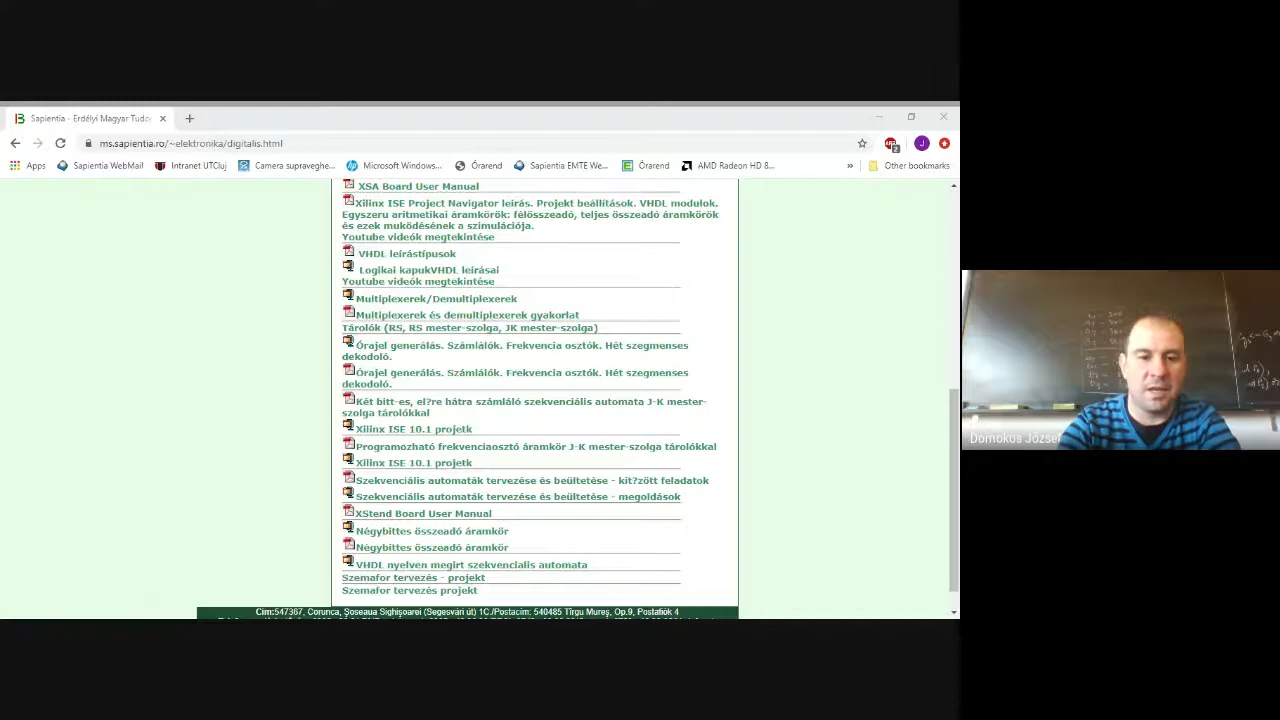 Sapientia - Erdélyi Magyar Tudo
ms.sapientia.ro/~elektronika/digitalis.html
J
Apps
Sapientia WebMail
Intranet UTCluj
Camera supraveghe...
Microsoft Windows...
Órarend
Sapientia EMTE We...
Órarend
AMD Radeon HD 8...
»
Other bookmarks
XSA Board User Manual
Xilinx ISE Project Navigator leírás. Projekt beállítások. VHDL modulok.
Egyszeru aritmetikai áramkörök: félösszeadó, teljes összeadó áramkörök
és ezek muködésének a szimulációja.
Youtube videók megtekintése
VHDL leírástípusok
Logikai kapukVHDL leírásai
Youtube videók megtekintése
Multiplexerek/Demultiplexerek
Multiplexerek és demultiplexerek gyakorlat
Tárolók (RS, RS mester-szolga, JK mester-szolga)
Órajel generálás. Számlálók. Frekvencia osztók. Hét szegmenses
dekodoló.
Órajel generálás. Számlálók. Frekvencia osztók. Hét szegmenses
dekodoló.
Két bitt-es, el?re hátra számláló szekvenciális automata J-K mester-
szolga tárolókkal
Xilinx ISE 10.1 projetk
Programozható frekvenciaosztó áramkör J-K mester-szolga tárolókkal
Xilinx ISE 10.1 projetk
Szekvenciális automaták tervezése és beültetése - kit?zött feladatok
Szekvenciális automaták tervezése és beültetése - megoldások
XStend Board User Manual
Négybittes összeadó áramkör
Négybittes összeadó áramkör
VHDL nyelven megirt szekvencialis automata
Szemafor tervezés - projekt
Szemafor tervezés projekt
Cím:547367, Corunca, Șoseaua Sighișoarei (Segesvári út) 1C./Postacím: 540485 Tîrgu Mureș, Op.9, Postafiók 4
Domokos József